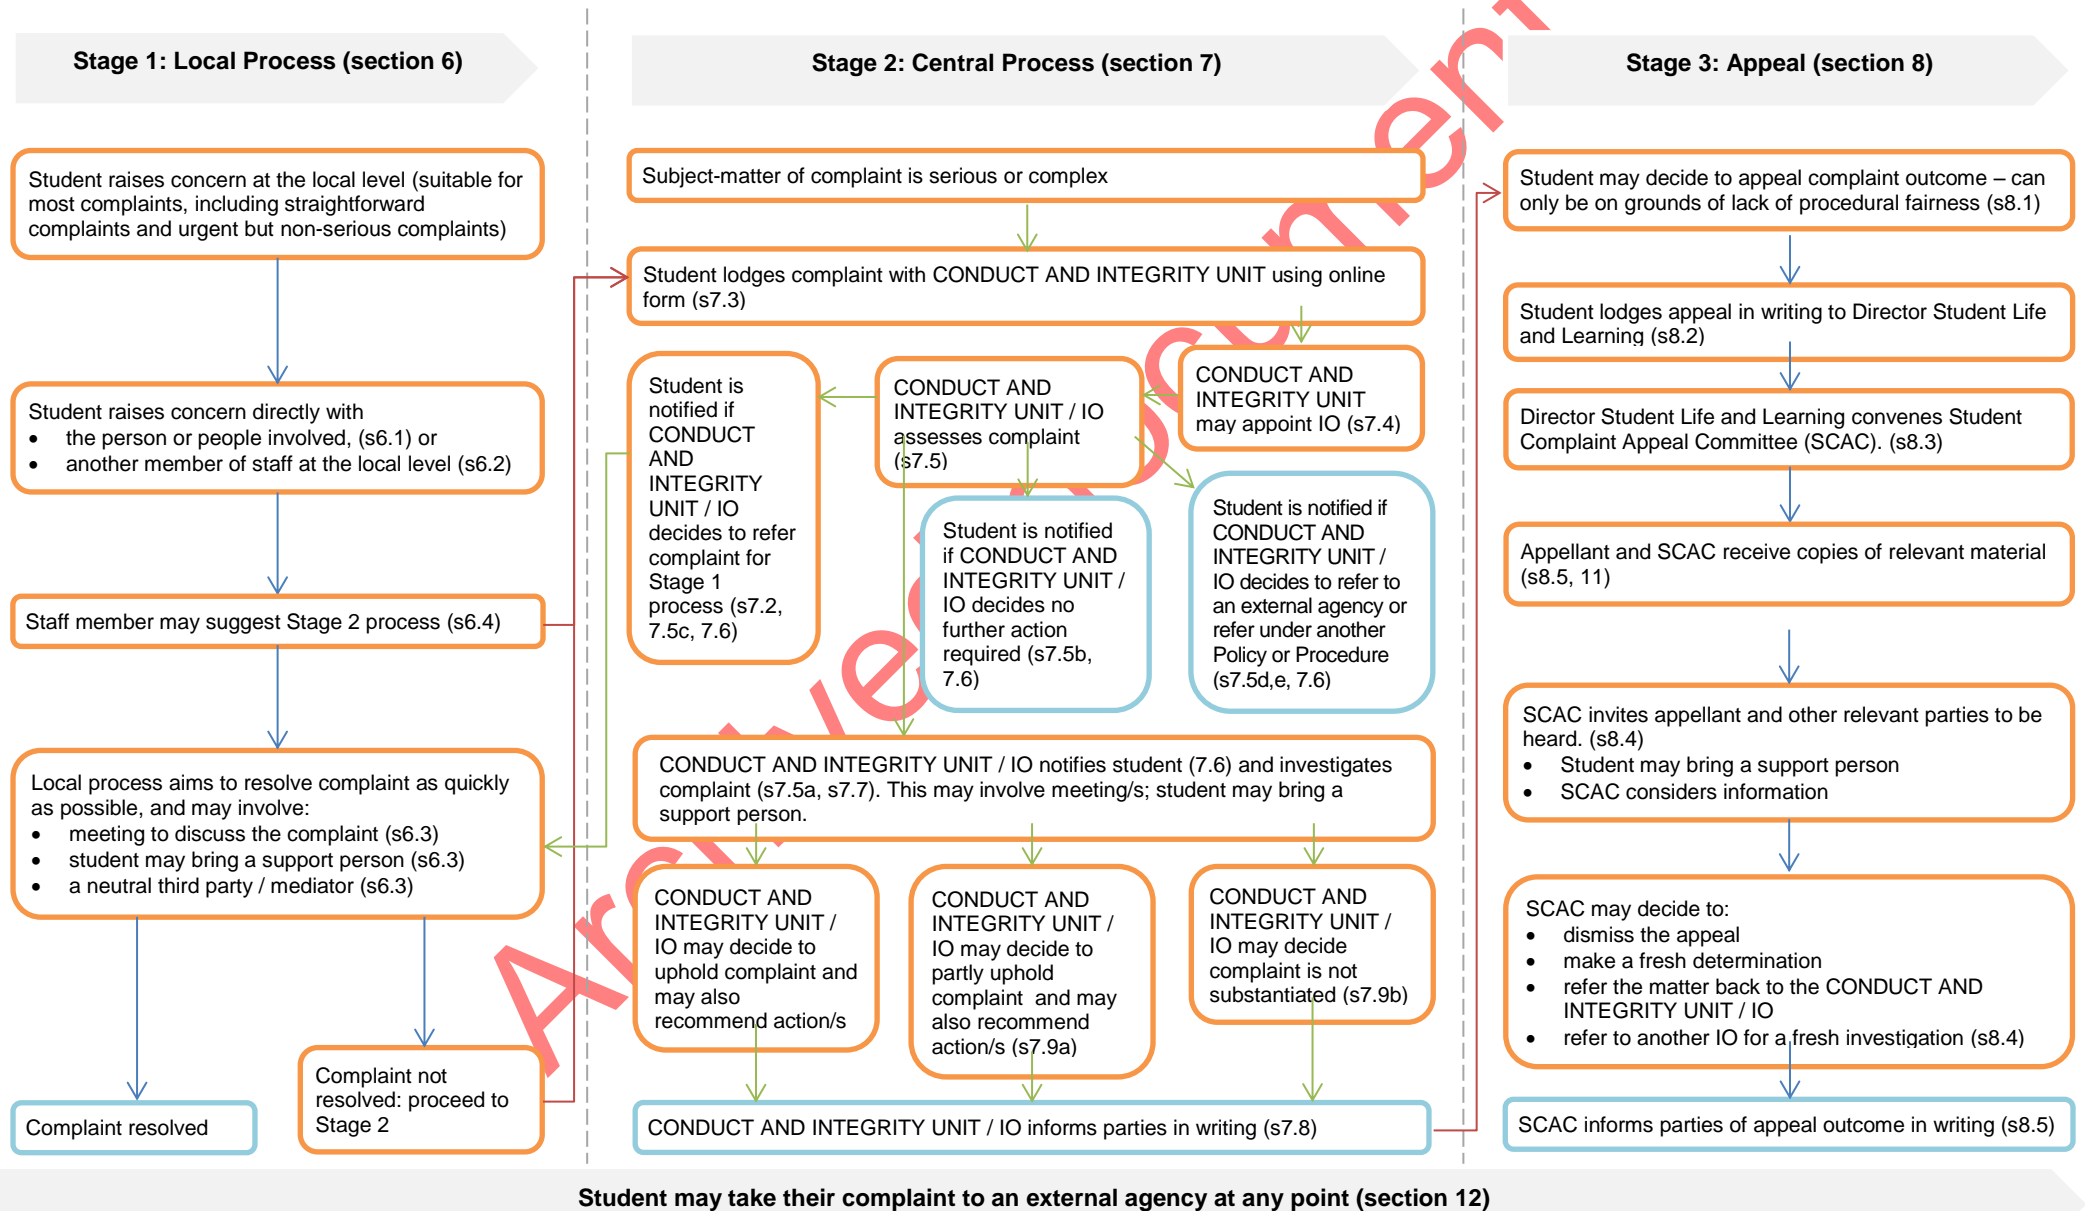 Stage 1: Local Process (section 6)
Student raises concern at the local level (suitable for
most complaints, including straightforward
complaints and urgent but non-serious complaints)
Student raises concern directly with
• the person or people involved, (s6.1) or
• another member of staff at the local level (s6.2)
Staff member may suggest Stage 2 process (s6.4)
Local process aims to resolve complaint as quickly
as possible, and may involve:
• meeting to discuss the complaint (s6.3)
• student may bring a support person (s6.3)
• a neutral third party / mediator (s6.3)
Complaint resolved
Complaint not
resolved: proceed to
Stage 2
Stage 2: Central Process (section 7)
Subject-matter of complaint is serious or complex
Student lodges complaint with CONDUCT AND INTEGRITY UNIT using online
form (s7.3)
CONDUCT AND
INTEGRITY UNIT
may appoint IO (s7.4)
CONDUCT AND
INTEGRITY UNIT / IO
assesses complaint
(s7.5)
Student is
notified if
CONDUCT
AND
INTEGRITY
UNIT / IO
decides to refer
complaint for
Stage 1
process (s7.2,
7.5c, 7.6)
Student is notified
if CONDUCT AND
INTEGRITY UNIT /
IO decides no
further action
required (s7.5b,
7.6)
Student is notified if
CONDUCT AND
INTEGRITY UNIT /
IO decides to refer to
an external agency or
refer under another
Policy or Procedure
(s7.5d,e, 7.6)
CONDUCT AND INTEGRITY UNIT / IO notifies student (7.6) and investigates
complaint (s7.5a, s7.7). This may involve meeting/s; student may bring a
support person.
CONDUCT AND
INTEGRITY UNIT /
IO may decide to
uphold complaint and
may also
recommend action/s
CONDUCT AND
INTEGRITY UNIT /
IO may decide to
partly uphold
complaint  and may
also recommend
action/s (s7.9a)
CONDUCT AND
INTEGRITY UNIT /
IO may decide
complaint is not
substantiated (s7.9b)
CONDUCT AND INTEGRITY UNIT / IO informs parties in writing (s7.8)
Stage 3: Appeal (section 8)
Student may decide to appeal complaint outcome – can
only be on grounds of lack of procedural fairness (s8.1)
Student lodges appeal in writing to Director Student Life
and Learning (s8.2)
Director Student Life and Learning convenes Student
Complaint Appeal Committee (SCAC). (s8.3)
Appellant and SCAC receive copies of relevant material
(s8.5, 11)
SCAC invites appellant and other relevant parties to be
heard. (s8.4)
• Student may bring a support person
• SCAC considers information
SCAC may decide to:
• dismiss the appeal
• make a fresh determination
• refer the matter back to the CONDUCT AND
INTEGRITY UNIT / IO
• refer to another IO for a fresh investigation (s8.4)
SCAC informs parties of appeal outcome in writing (s8.5)
Student may take their complaint to an external agency at any point (section 12)